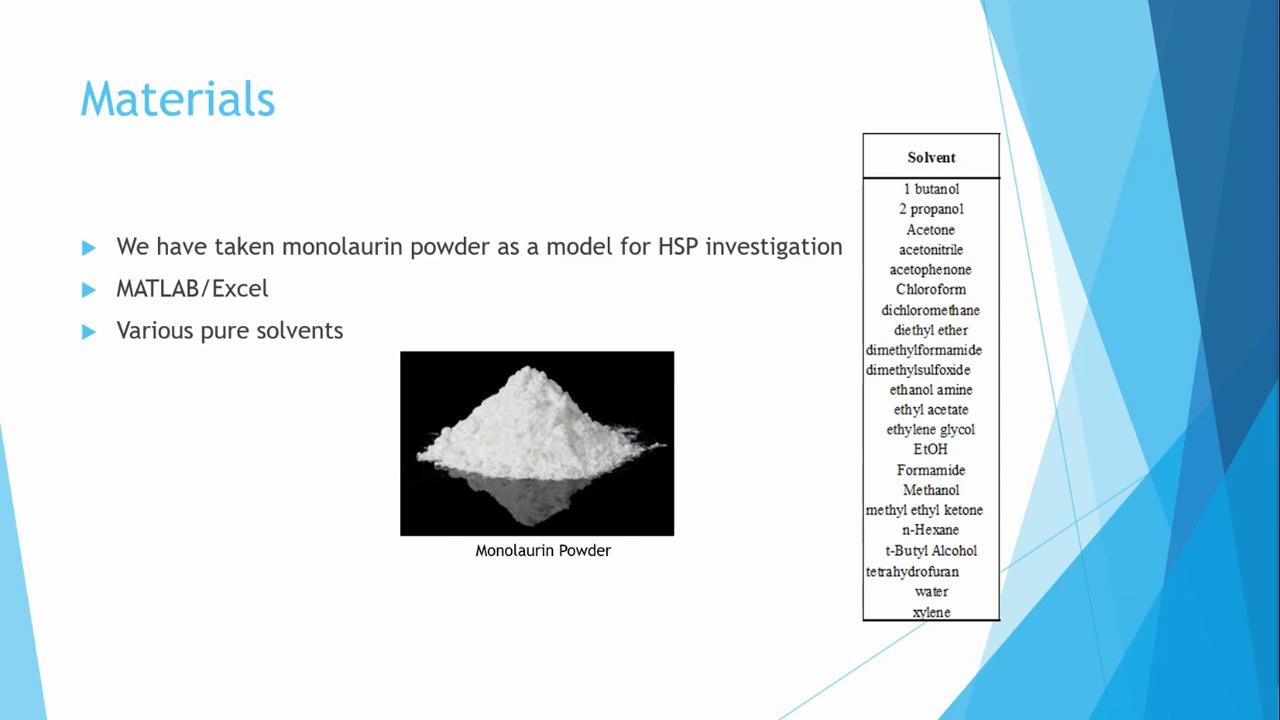 Materials
We have taken monolaurin powder as a model for HSP investigation
MATLAB/Excel
Various pure solvents
Monolaurin Powder
Solvent
1 butanol
2 propanol
Acetone
acetonitrile
acetophenone
Chloroform
dichloromethane
diethyl ether
dimethylformamide
dimethylsulfoxide
ethanol amine
ethyl acetate
ethylene glycol
EtOH
Formamide
Methanol
methyl ethyl ketone
n-Hexane
t-Butyl Alcohol
tetrahydrofuran
water
xylene